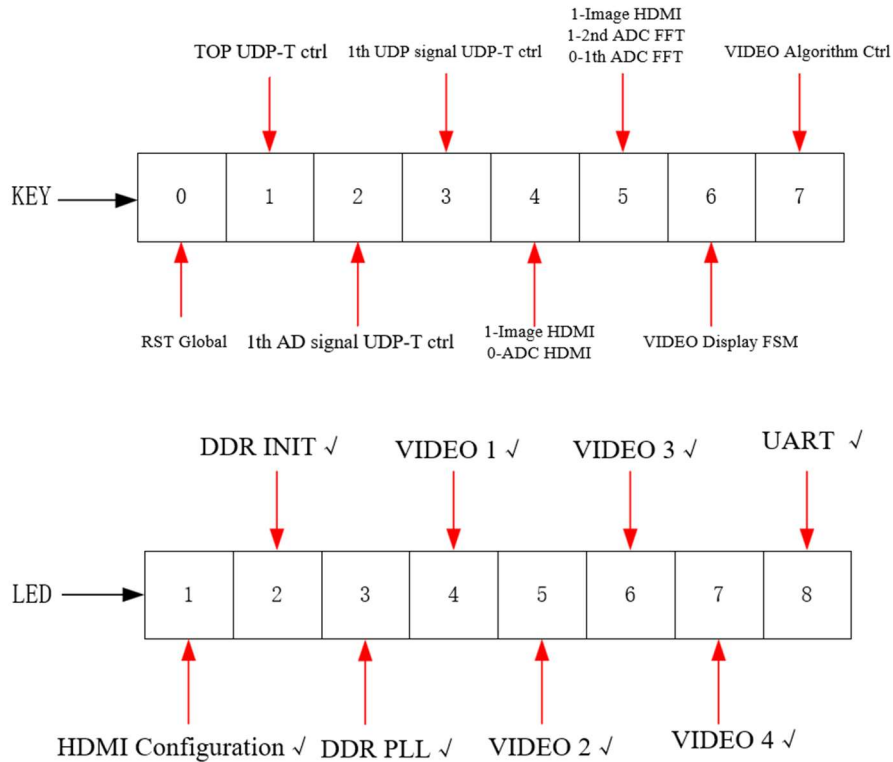 1-Image HDMI
1-2nd ADC FFT
0-1th ADC FFT
TOP UDP-T ctrl
1th UDP signal UDP-T ctrl
VIDEO Algorithm Ctrl
KEY
0 1 2 3 4 5 6 7
RST Global
1th AD signal UDP-T ctrl
1-Image HDMI
0-ADC HDMI
VIDEO Display FSM
DDR INIT √
VIDEO 1 √
VIDEO 3 √
UART √
LED
1 2 3 4 5 6 7 8
HDMI Configuration √
DDR PLL √
VIDEO 2 √
VIDEO 4 √